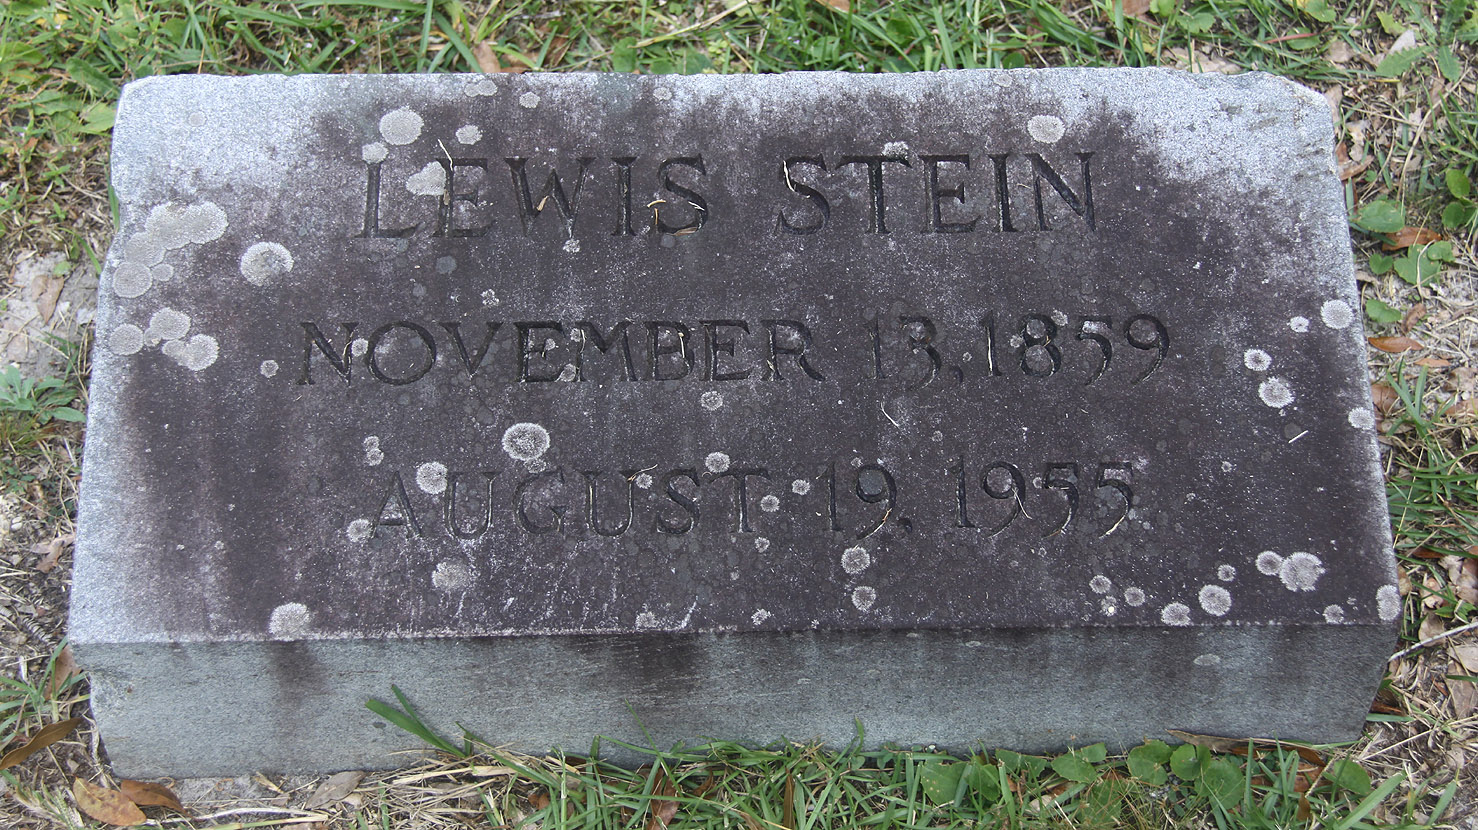 LEWIS STEIN
NOVEMBER 13, 1859
AUGUST 19, 1955